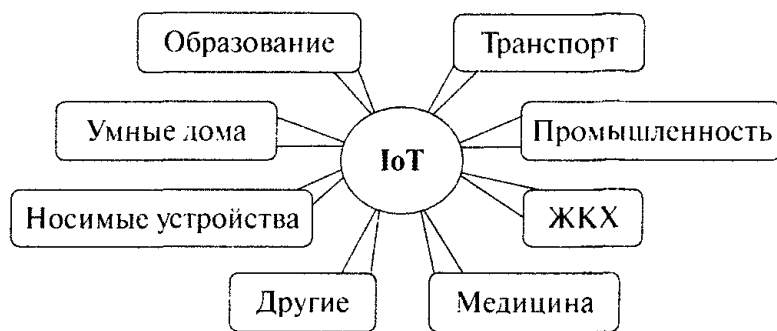 Образование
Транспорт
Умные дома
IoT
Промышленность
Носимые устройства
ЖКХ
Другие
Медицина